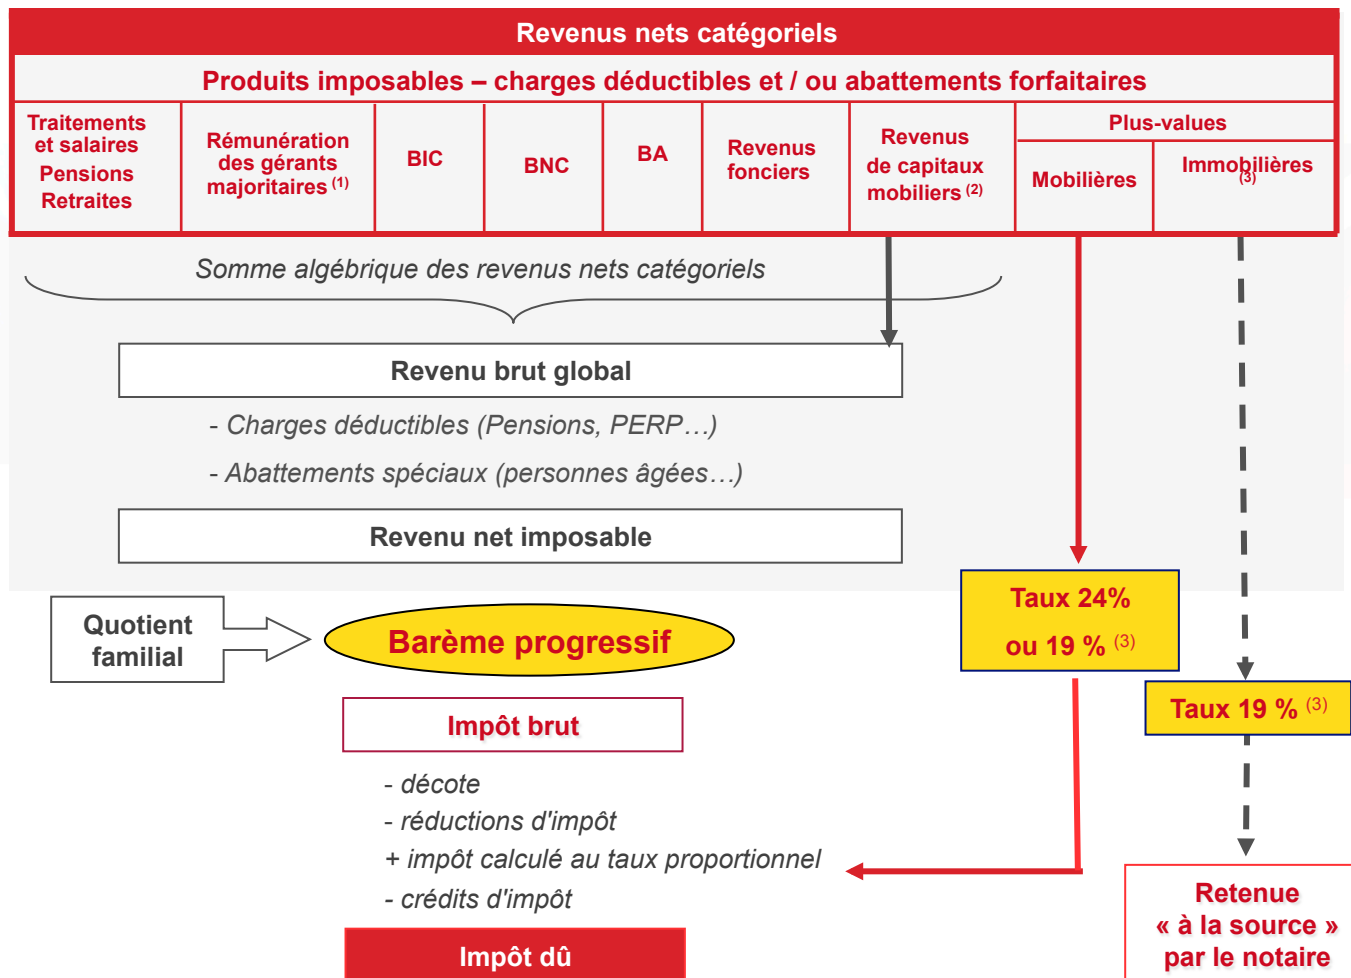 Revenus nets catégoriels
Produits imposables – charges déductibles et / ou abattements forfaitaires
Traitements
et salaires
Pensions
Retraites
Rémunération
des gérants
majoritaires (1)
BIC
BNC
BA
Revenus
fonciers
Revenus
de capitaux
mobiliers (2)
Plus-values
Mobilières
Immobilières
(3)
Somme algébrique des revenus nets catégoriels
Revenu brut global
- Charges déductibles (Pensions, PERP…)
- Abattements spéciaux (personnes âgées…)
Revenu net imposable
Quotient
familial
Barème progressif
Taux 24%
ou 19 % (3)
Taux 19 % (3)
Impôt brut
- décote
- réductions d'impôt
+ impôt calculé au taux proportionnel
- crédits d'impôt
Impôt dû
Retenue
« à la source »
par le notaire